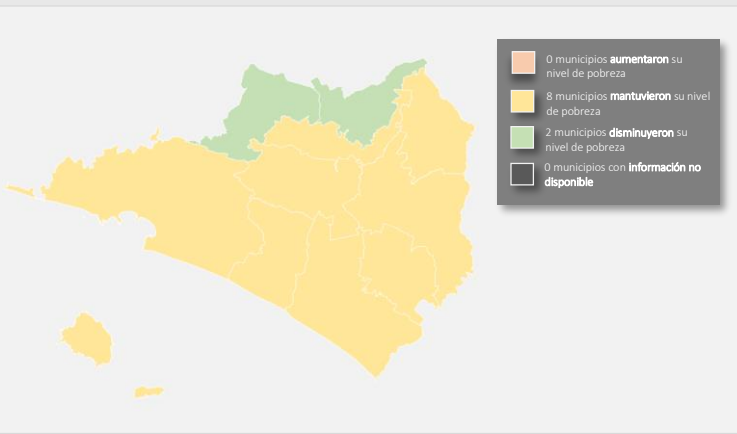 0 municipios aumentaron su
nivel de pobreza
8 municipios mantuvieron su nivel
de pobreza
2 municipios disminuyeron su
nivel de pobreza
0 municipios con información no
disponible